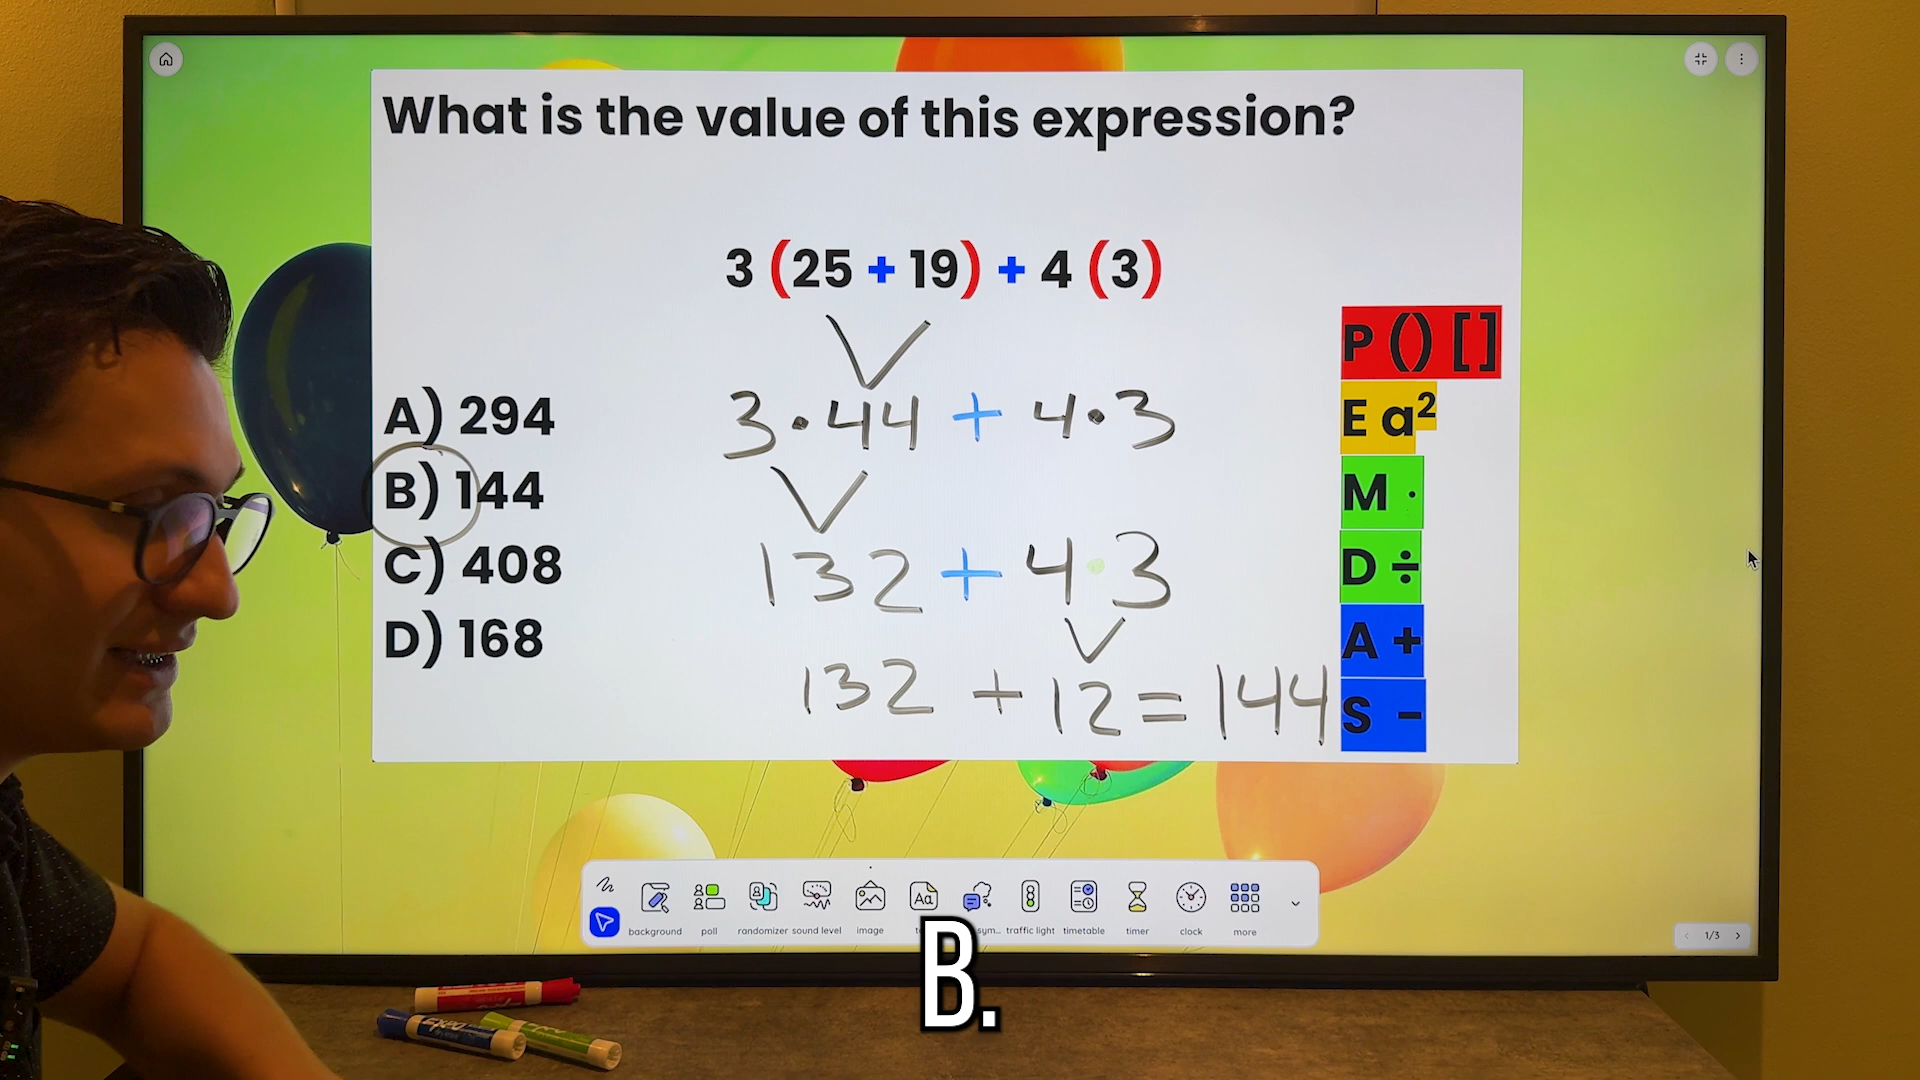 What is the value of this expression?
3 (25 + 19) + 4 (3)
3·44 + 4·3
132 + 4·3
132 + 12 = 144
A) 294
B) 144
C) 408
D) 168
P () []
E a²
M ·
D ÷
A +
S -
background poll randomizer sound level image traffic light timetable timer clock more
1/3
EXPO
B.